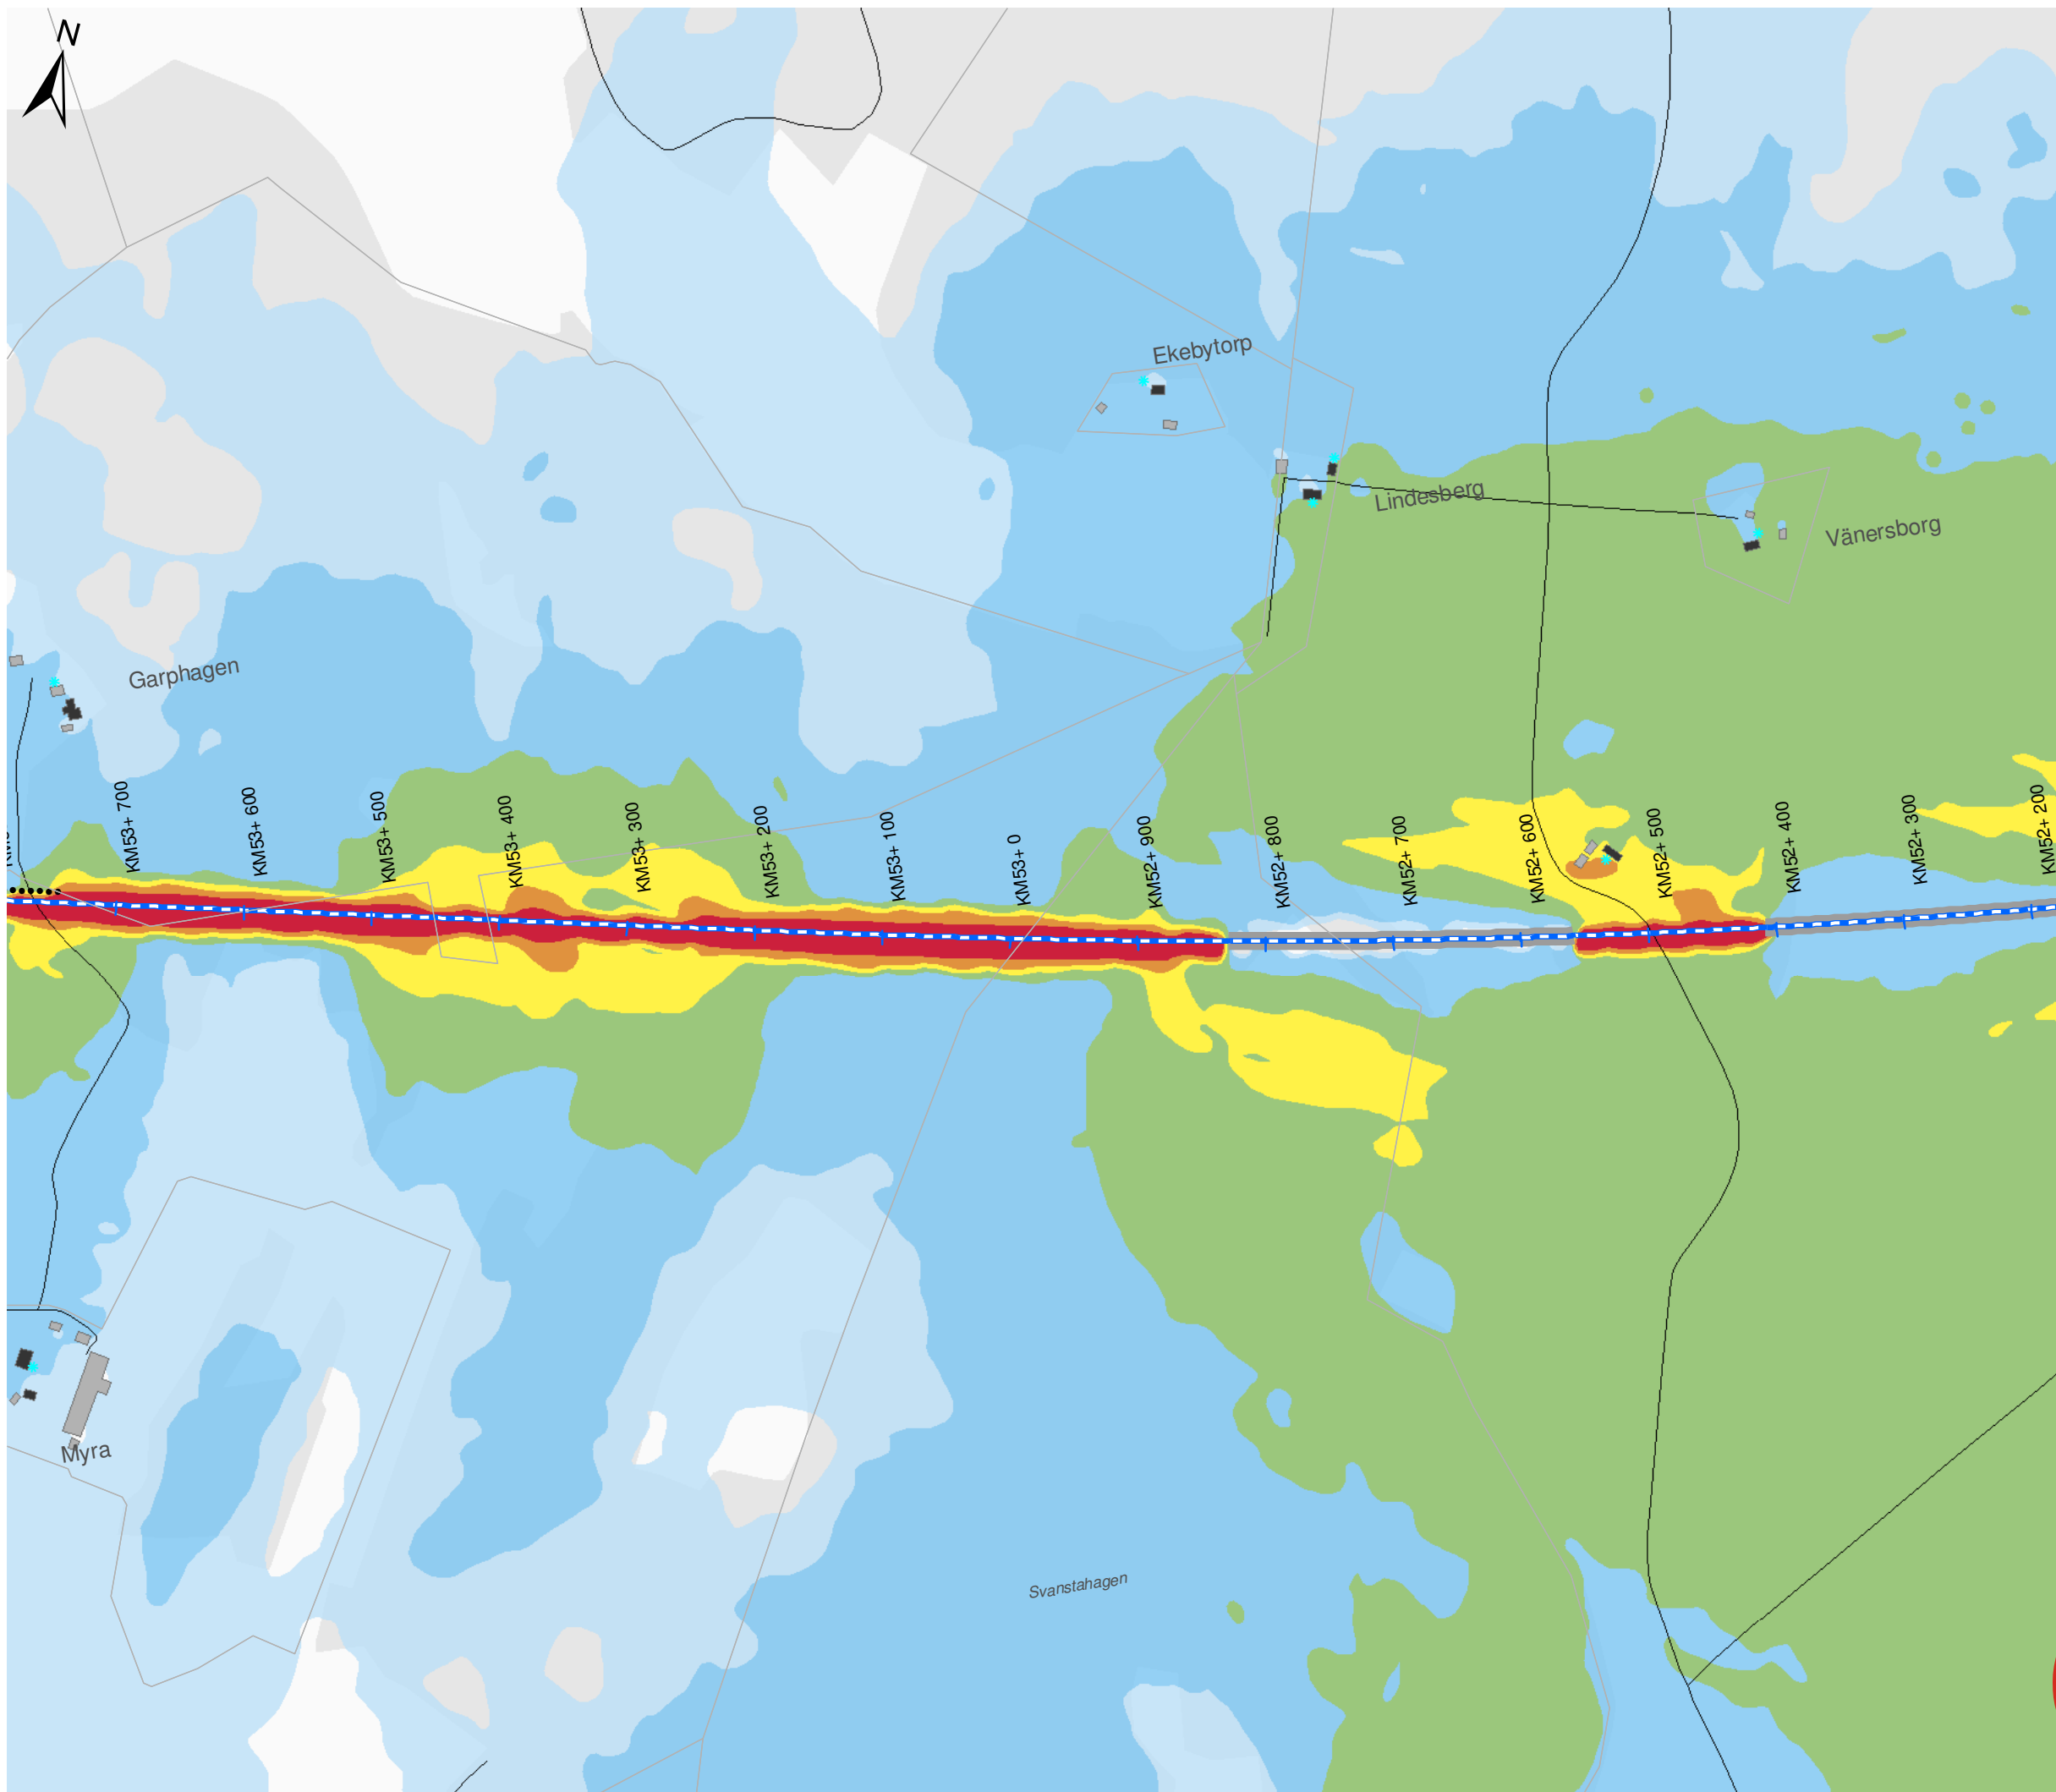 N
Ekebytorp
Lindesberg
Vänersborg
Garphagen
KM53+ 700
KM53+ 600
KM53+ 500
KM53+ 400
KM53+ 300
KM53+ 200
KM53+ 100
KM53+ 0
KM52+ 900
KM52+ 800
KM52+ 700
KM52+ 600
KM52+ 500
KM52+ 400
KM52+ 300
KM52+ 200
Myra
Svanstahagen